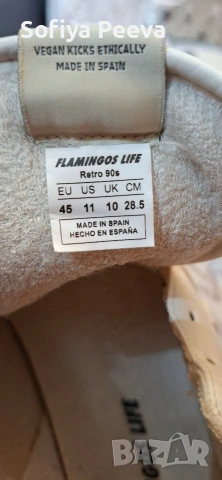 Sofiya Peeva
VEGAN KICKS ETHICALLY
MADE IN SPAIN
FLAMINGOS LIFE
Retro 90s
EU US UK CM
45 11 10 28.5
MADE IN SPAIN
HECHO EN ESPAÑA
LIFE
BAZAR
bg